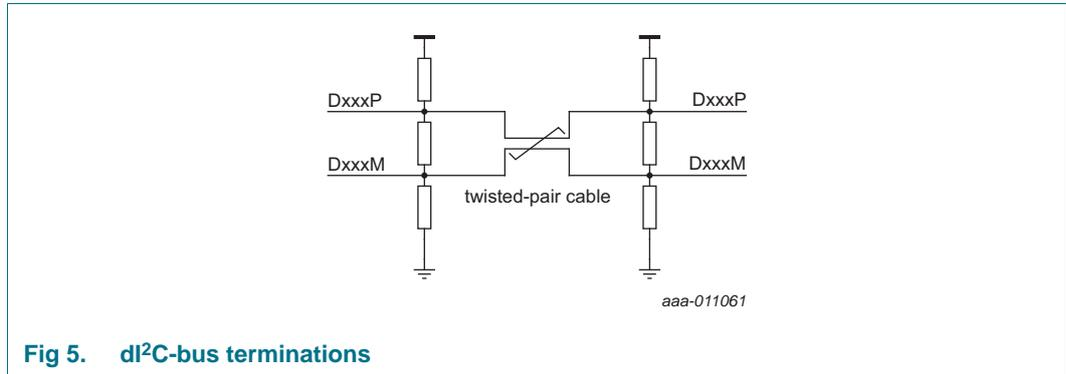 DxxxP DxxxP
DxxxM DxxxM
twisted-pair cable
aaa-011061
Fig 5. dI²C-bus terminations